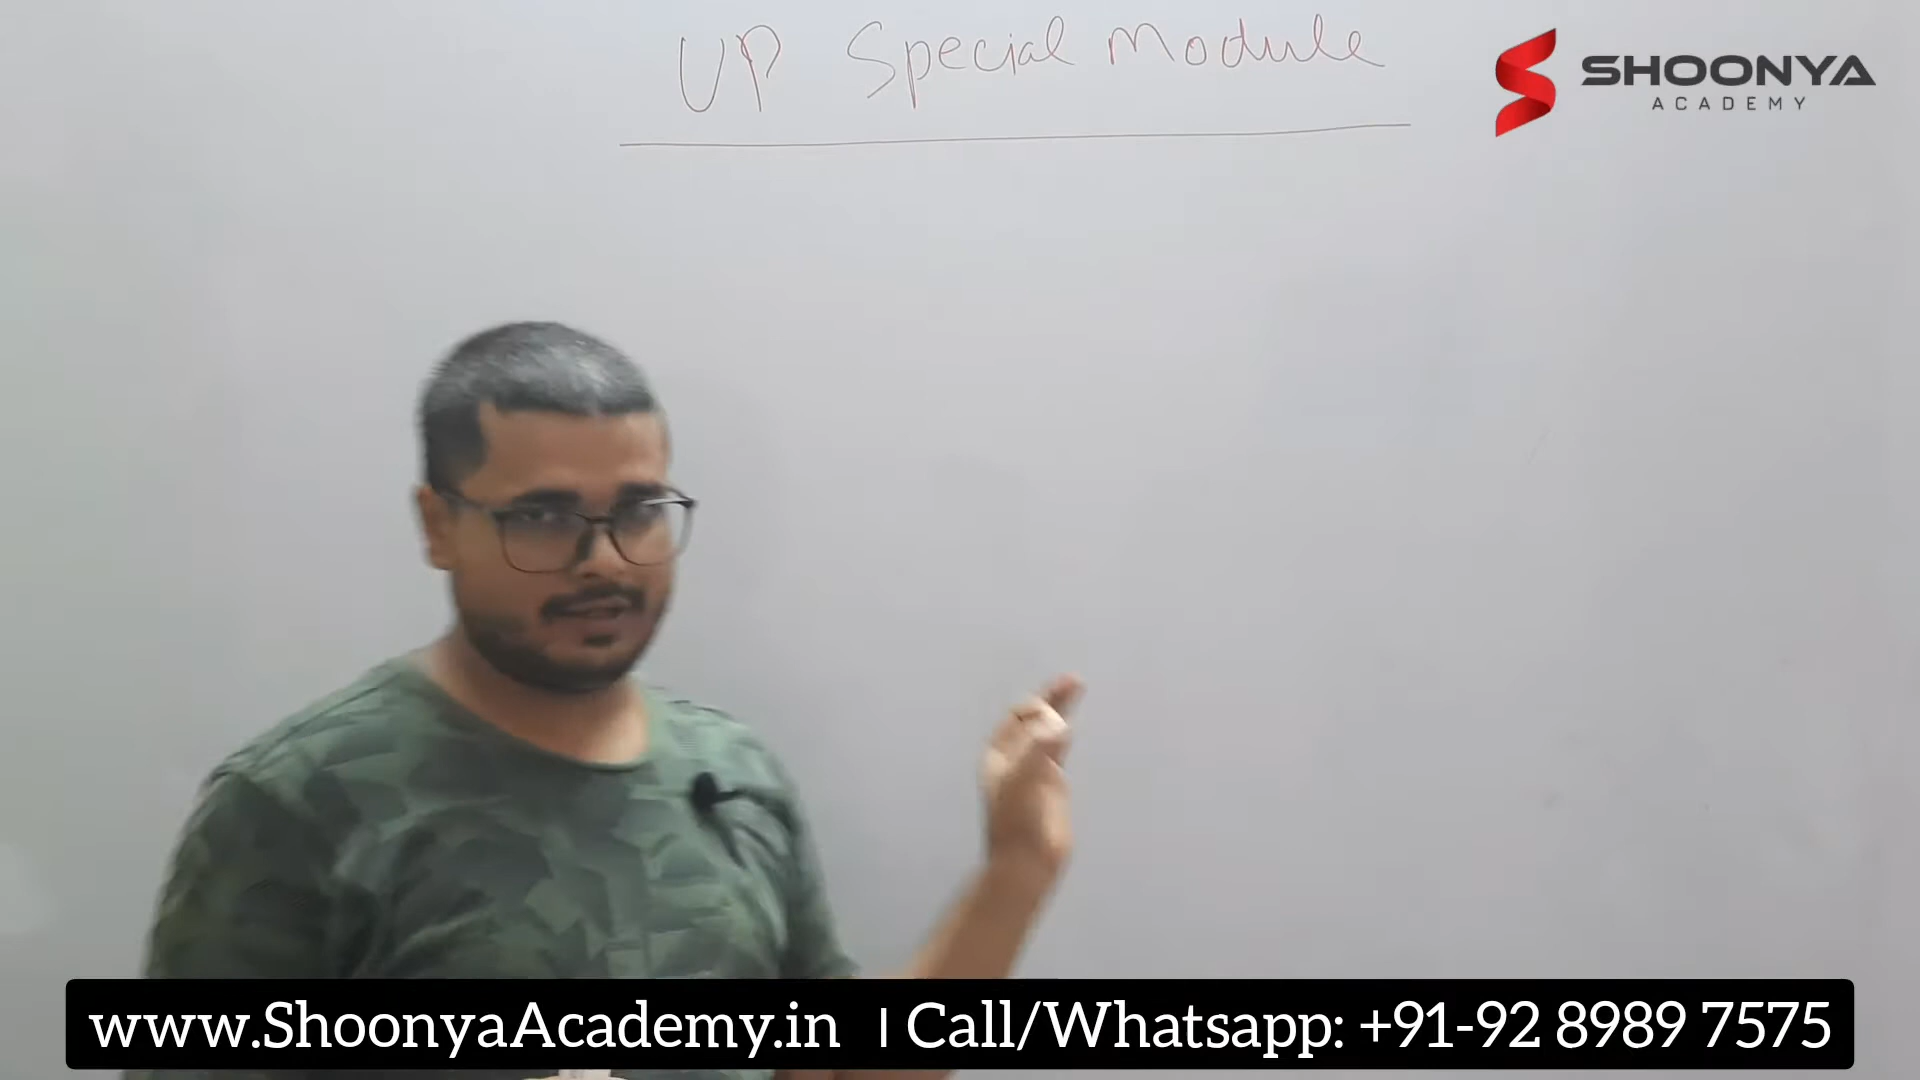 UP Special Module
SHOONYA
ACADEMY
www.ShoonyaAcademy.in | Call/Whatsapp: +91-92 8989 7575